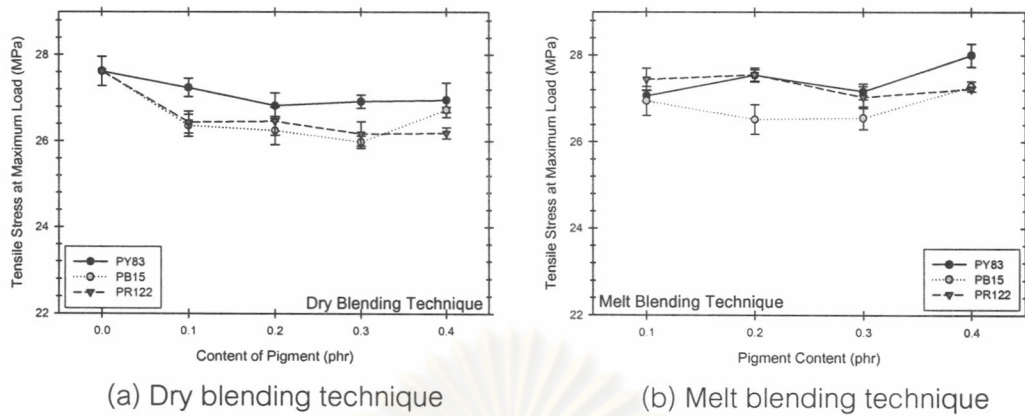 Tensile Stress at Maximum Load (MPa)
28
26
24
22
PY83
PB15
PR122
Dry Blending Technique
0.0 0.1 0.2 0.3 0.4
Content of Pigment (phr)
(a) Dry blending technique
Tensile Stress at Maximum Load (MPa)
28
26
24
22
Melt Blending Technique
PY83
PB15
PR122
0.1 0.2 0.3 0.4
Pigment Content (phr)
(b) Melt blending technique